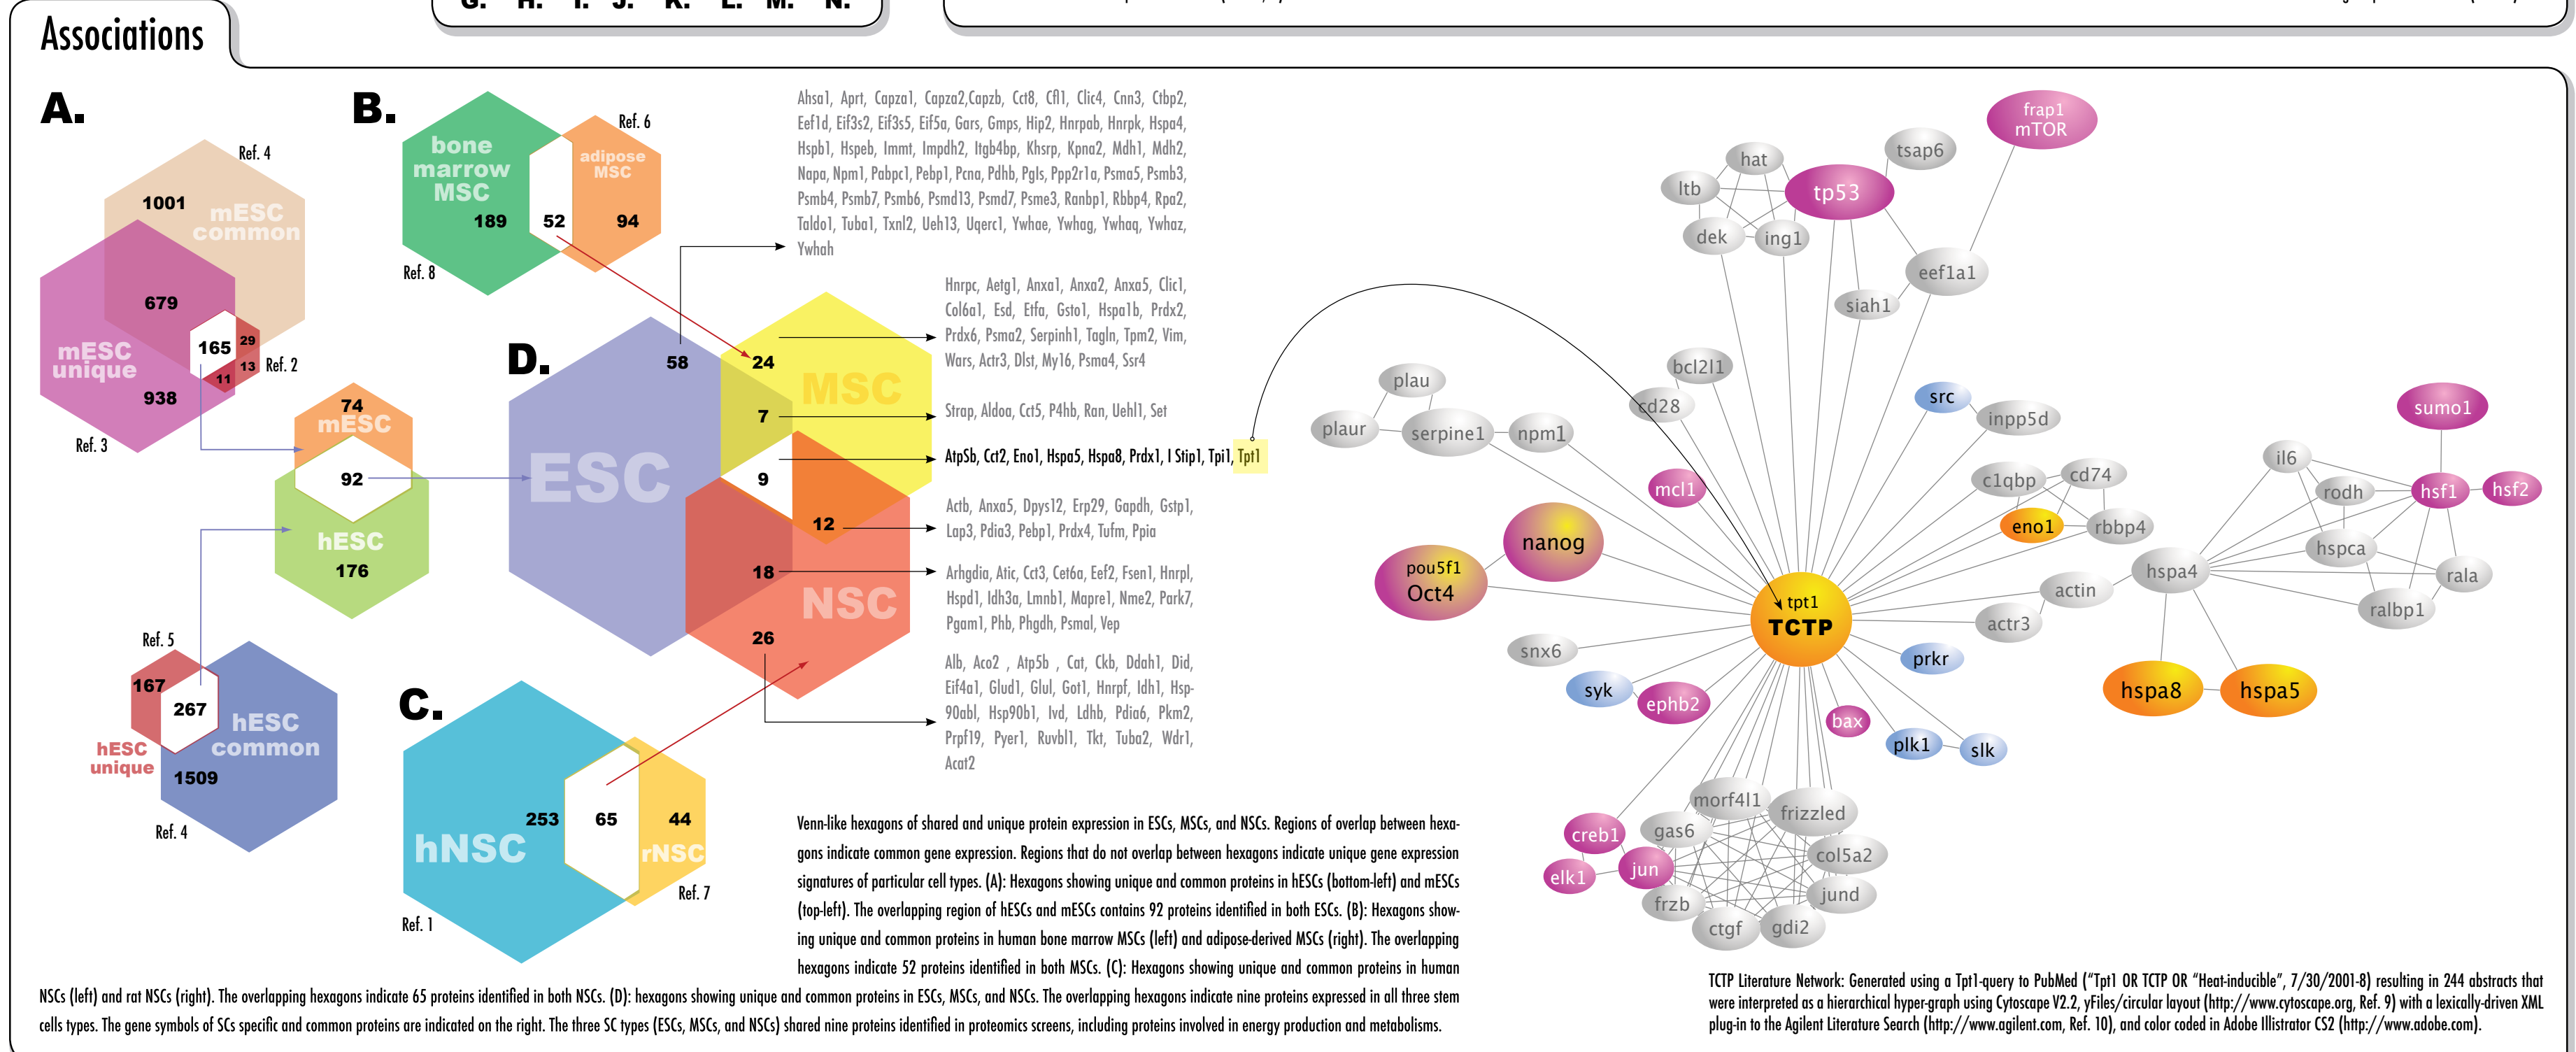 G. H. I. J. K. L. M. N.
Associations
A.
Ref. 4
1001
mESC
common
679
165
29
13
11
Ref. 2
mESC
unique
938
Ref. 3
74
mESC
92
hESC
176
Ref. 5
167
267
hESC
common
hESC
unique
1509
Ref. 4
B.
bone
marrow
MSC
189
52
Ref. 6
adipose
MSC
94
Ref. 8
D.
ESC
58
24
MSC
7
9
12
18
NSC
26
C.
hNSC
253
65
44
rNSC
Ref. 7
Ref. 1
Ahsa1, Aprt, Capza1, Capza2,Capzb, Cct8, Cfl1, Clic4, Cnn3, Ctbp2,
Eef1d, Eif3s2, Eif3s5, Eif5a, Gars, Gmps, Hip2, Hnrpab, Hnrpk, Hspa4,
Hspb1, Hspeb, Immt, Impdh2, Itgb4bp, Khsrp, Kpna2, Mdh1, Mdh2,
Napa, Npm1, Pabpc1, Pebp1, Pcna, Pdhb, Pgls, Ppp2r1a, Psma5, Psmb3,
Psmb4, Psmb7, Psmb6, Psmd13, Psmd7, Psme3, Ranbp1, Rbbp4, Rpa2,
Taldo1, Tuba1, Txnl2, Ueh13, Uqerc1, Ywhae, Ywhag, Ywhaq, Ywhaz,
Ywhah
Hnrpc, Aetg1, Anxa1, Anxa2, Anxa5, Clic1,
Col6a1, Esd, Etfa, Gsto1, Hspa1b, Prdx2,
Prdx6, Psma2, Serpinh1, Tagln, Tpm2, Vim,
Wars, Actr3, Dlst, My16, Psma4, Ssr4
Strap, Aldoa, Cct5, P4hb, Ran, Uehl1, Set
AtpSb, Cct2, Eno1, Hspa5, Hspa8, Prdx1, I Stip1, Tpi1, Tpt1
Actb, Anxa5, Dpys12, Erp29, Gapdh, Gstp1,
Lap3, Pdia3, Pebp1, Prdx4, Tufm, Ppia
Arhgdia, Atic, Cct3, Cet6a, Eef2, Fsen1, Hnrpl,
Hspd1, Idh3a, Lmnb1, Mapre1, Nme2, Park7,
Pgam1, Phb, Phgdh, Psmal, Vep
Alb, Aco2 , Atp5b , Cat, Ckb, Ddah1, Did,
Eif4a1, Glud1, Glul, Got1, Hnrpf, Idh1, Hsp-
90abl, Hsp90b1, Ivd, Ldhb, Pdia6, Pkm2,
Prpf19, Pyer1, Ruvbl1, Tkt, Tuba2, Wdr1,
Acat2
Venn-like hexagons of shared and unique protein expression in ESCs, MSCs, and NSCs. Regions of overlap between hexa-
gons indicate common gene expression. Regions that do not overlap between hexagons indicate unique gene expression
signatures of particular cell types. (A): Hexagons showing unique and common proteins in hESCs (bottom-left) and mESCs
(top-left). The overlapping region of hESCs and mESCs contains 92 proteins identified in both ESCs. (B): Hexagons show-
ing unique and common proteins in human bone marrow MSCs (left) and adipose-derived MSCs (right). The overlapping
hexagons indicate 52 proteins identified in both MSCs. (C): Hexagons showing unique and common proteins in human
NSCs (left) and rat NSCs (right). The overlapping hexagons indicate 65 proteins identified in both NSCs. (D): hexagons showing unique and common proteins in ESCs, MSCs, and NSCs. The overlapping hexagons indicate nine proteins expressed in all three stem
cells types. The gene symbols of SCs specific and common proteins are indicated on the right. The three SC types (ESCs, MSCs, and NSCs) shared nine proteins identified in proteomics screens, including proteins involved in energy production and metabolisms.
frap1
mTOR
hat
tsap6
ltb
tp53
dek
ing1
eef1a1
siah1
bcl2l1
cd28
plau
plaur
serpine1
npm1
src
inpp5d
sumo1
il6
c1qbp
cd74
rodh
hsf1
hsf2
mcl1
eno1
rbbp4
nanog
hspca
pou5f1
Oct4
hspa4
rala
actin
ralbp1
tpt1
TCTP
actr3
snx6
prkr
syk
ephb2
hspa8
hspa5
bax
plk1
slk
morf4l1
frizzled
creb1
gas6
col5a2
elk1
jun
jund
frzb
ctgf
gdi2
TCTP Literature Network: Generated using a Tpt1-query to PubMed (“Tpt1 OR TCTP OR “Heat-inducible”, 7/30/2001-8) resulting in 244 abstracts that
were interpreted as a hierarchical hyper-graph using Cytoscape V2.2, yFiles/circular layout (http://www.cytoscape.org, Ref. 9) with a lexically-driven XML
plug-in to the Agilent Literature Search (http://www.agilent.com, Ref. 10), and color coded in Adobe Illistrator CS2 (http://www.adobe.com).